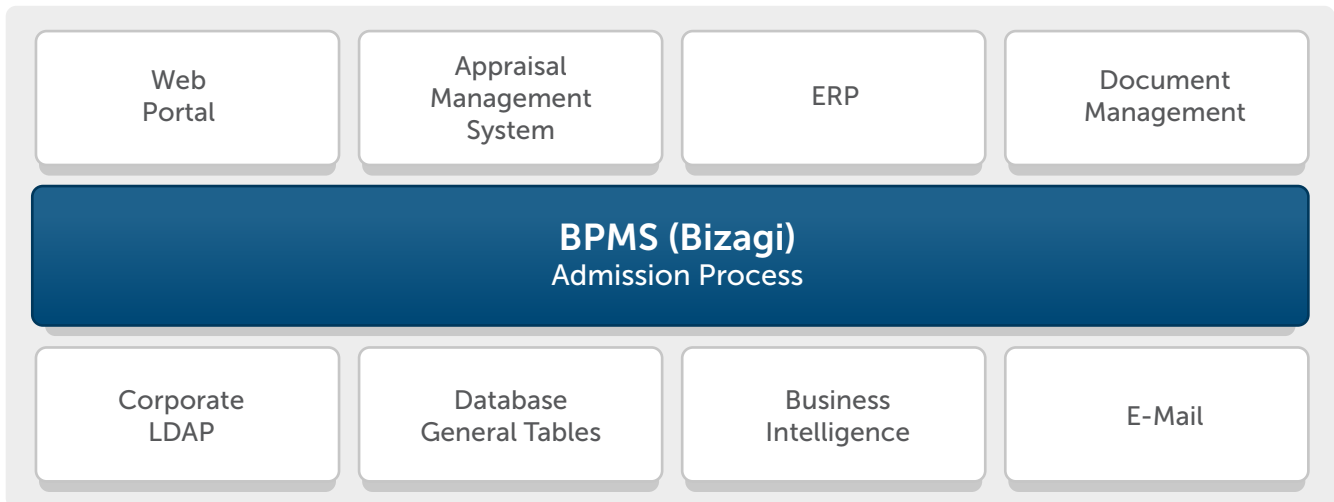 Web
Portal
Appraisal
Management
System
ERP
Document
Management
BPMS (Bizagi)
Admission Process
Corporate
LDAP
Database
General Tables
Business
Intelligence
E-Mail